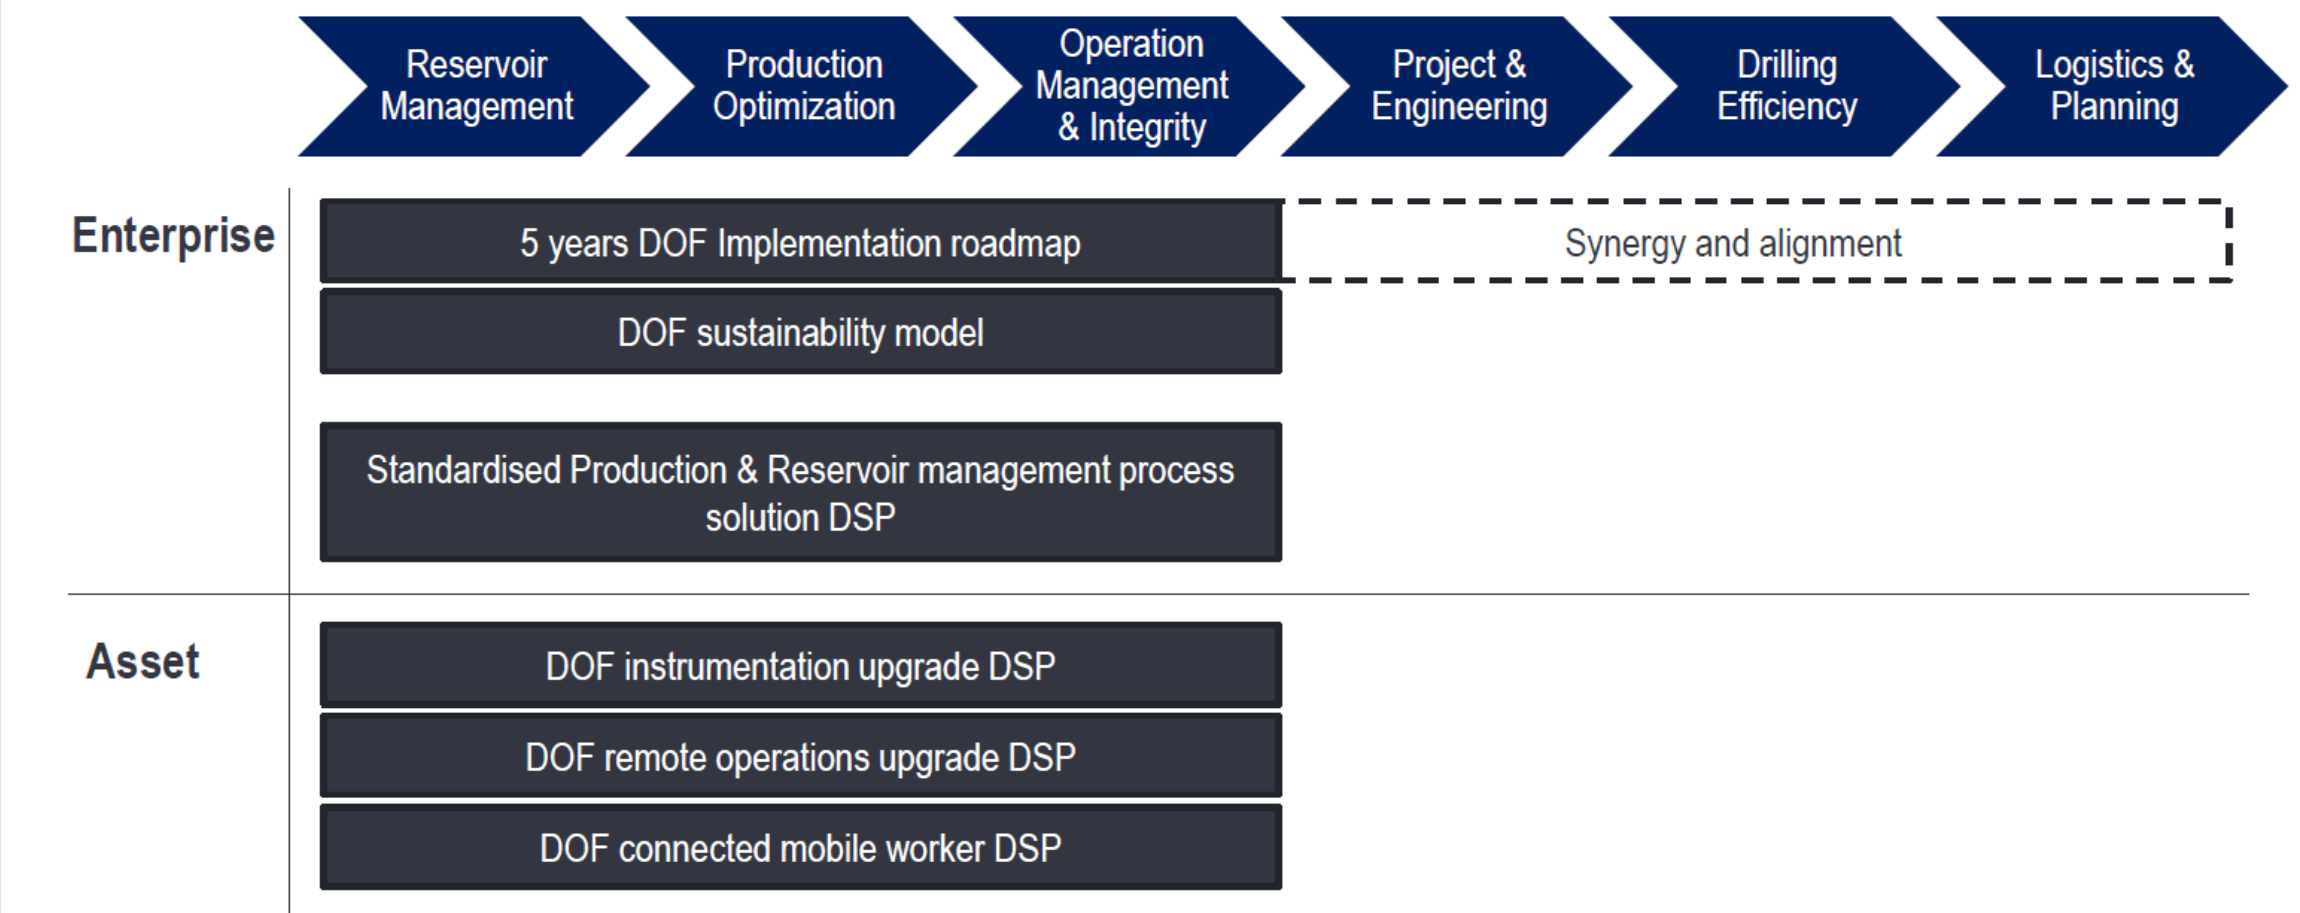 Reservoir
Management
Production
Optimization
Operation
Management
& Integrity
Project &
Engineering
Drilling
Efficiency
Logistics &
Planning
Enterprise
5 years DOF Implementation roadmap
Synergy and alignment
DOF sustainability model
Standardised Production & Reservoir management process
solution DSP
Asset
DOF instrumentation upgrade DSP
DOF remote operations upgrade DSP
DOF connected mobile worker DSP